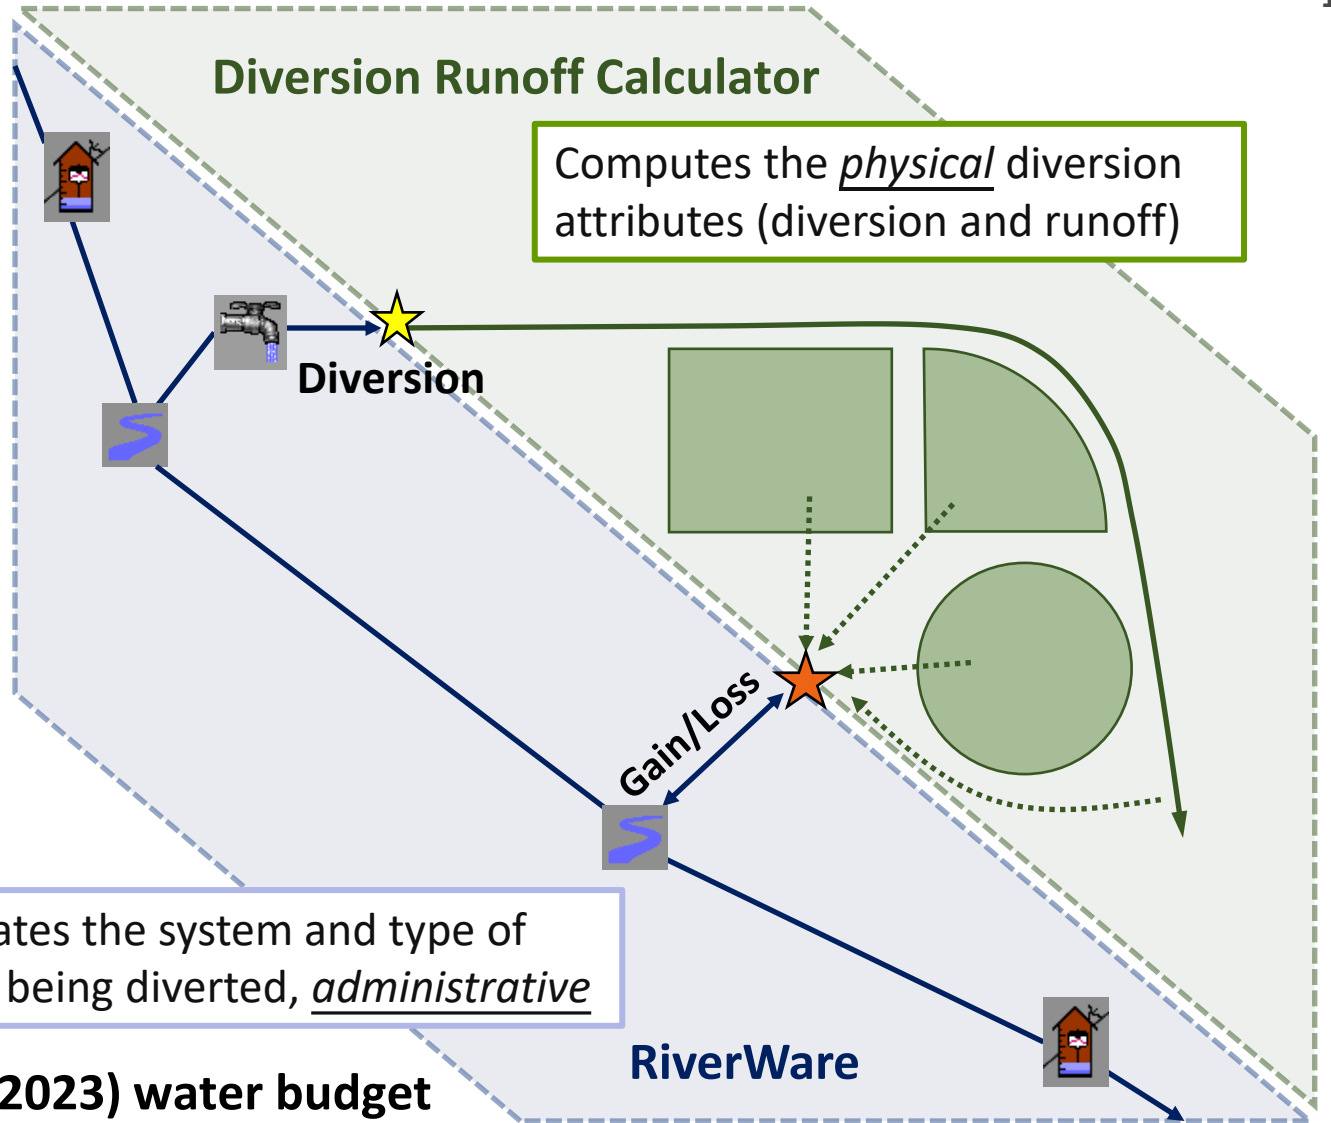 Diversion Runoff Calculator
Computes the physical diversion
attributes (diversion and runoff)
Diversion
Gain/Loss
ates the system and type of
being diverted, administrative
RiverWare
2023) water budget